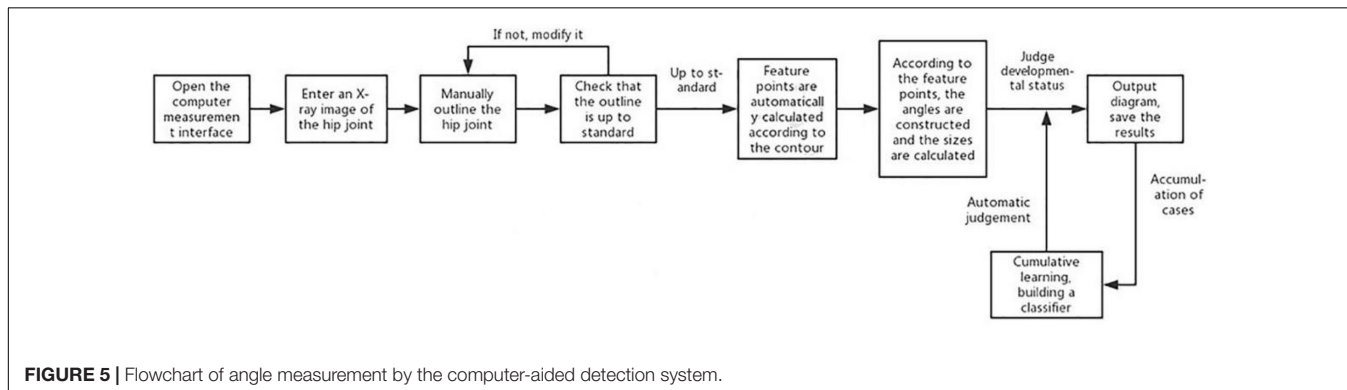 If not, modify it
Open the
computer
measuremen
t interface
Enter an X-
ray image of
the hip joint
Manually
outline the
hip joint
Check that
the outline
is up to
standard
Up to st-
andard
Feature
points are
automaticall
y calculated
according to
the contour
According to
the feature
points, the
angles are
constructed
and the sizes
are calculated
Judge
developmen-
tal status
Output
diagram,
save the
results
Automatic
judgement
Accumul-
ation of
cases
Cumulative
learning,
building a
classifier
FIGURE 5 | Flowchart of angle measurement by the computer-aided detection system.